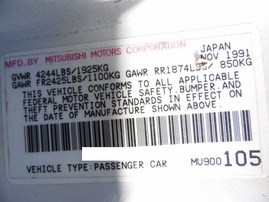 MFD. BY MITSUBISHI MOTORS CORPORATION JAPAN
GVWR 4244LBS/1925KG NOV 1991
GAWR FR2425LBS/1100KG GAWR RR1874LBS/ 850KG
THIS VEHICLE CONFORMS TO ALL APPLICABLE
FEDERAL MOTOR VEHICLE SAFETY.BUMPER.AND
THEFT PREVENTION STANDARDS IN EFFECT ON
THE DATE OF MANUFACTURE SHOWN ABOVE.
VEHICLE TYPE:PASSENGER CAR MU900 105